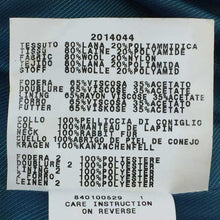 2014044
TESSUTO 80%LANA 20%POLIAMMIDICA
TISSU 80%LAINE 20%POLYAMIDE
FABRIC 80%WOOL 20%NYLON
TEJIDO 80%LANA 20%POLIAMIDA
STOFF 80%WOLLE 20%POLYAMID
FODERA 65%VISCOSA 35%ACETATO
DOUBLURE 65%VISCOSE 35%ACETATE
LINING 65%RAYON VISCOSE 35%ACETATE
FORRO 65%VISCOSA 35%ACETATO
FUTTER 65%VISKOSE 35%ACETAT
COLLO 100%PELLICCIA DI CONIGLIO
COL 100%MANTEAU DE LAPIN
NECK 100%RABBIT FUR
CUELLO 100%DE PIEL DE CONEJO
KRAGEN 100%KANINCHENFELL
FODERA 2 100%POLIESTERE
DOUBLURE 2 100%POLYESTER
LINING 2 100%POLYESTER
FORRO 2 100%POLIESTER
LEINEN 2 100%POLYESTER
840100529
CARE INSTRUCTION
ON REVERSE